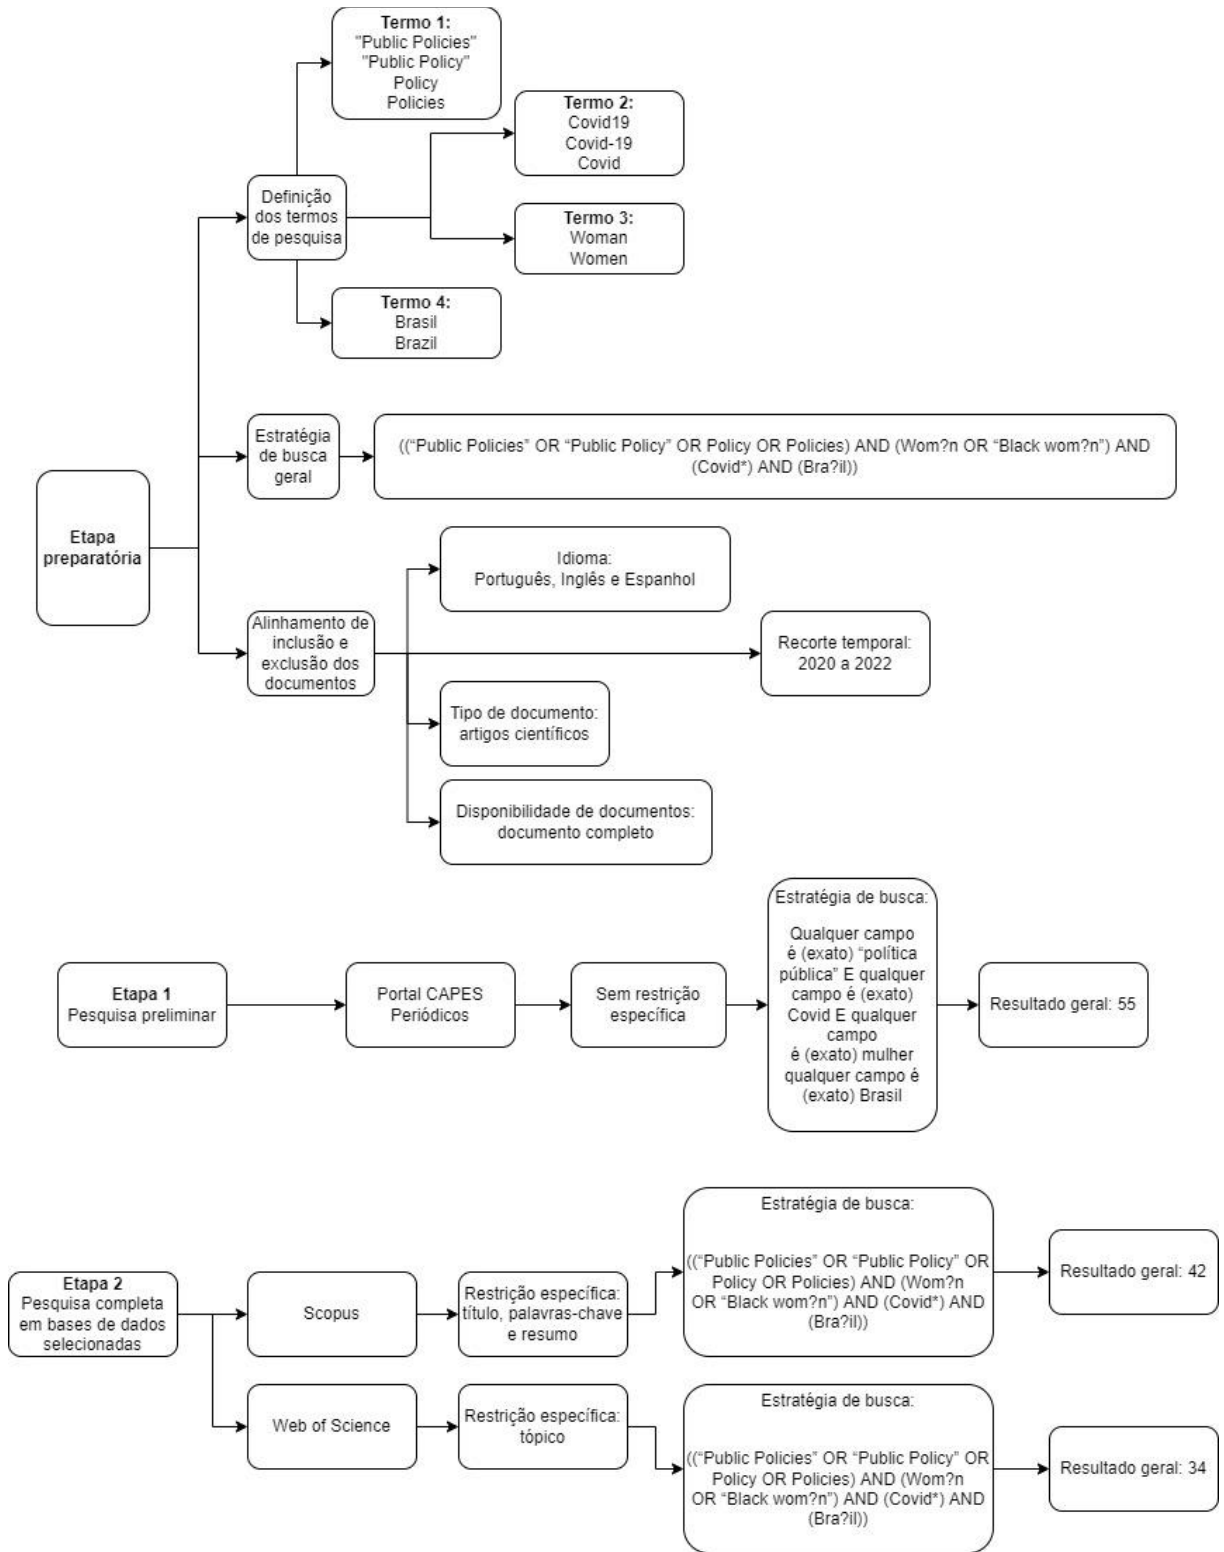 Termo 1:
"Public Policies"
"Public Policy"
Policy
Policies
Termo 2:
Covid19
Covid-19
Covid
Definição
dos termos
de pesquisa
Termo 3:
Woman
Women
Termo 4:
Brasil
Brazil
Estratégia
de busca
geral
((“Public Policies” OR “Public Policy” OR Policy OR Policies) AND (Wom?n OR “Black wom?n”) AND
(Covid*) AND (Bra?il))
Etapa
preparatória
Idioma:
Português, Inglês e Espanhol
Alinhamento de
inclusão e
exclusão dos
documentos
Recorte temporal:
2020 a 2022
Tipo de documento:
artigos científicos
Disponibilidade de documentos:
documento completo
Etapa 1
Pesquisa preliminar
Portal CAPES
Periódicos
Sem restrição
específica
Estratégia de busca:
Qualquer campo
é (exato) “política
pública” E qualquer
campo é (exato)
Covid E qualquer
campo
é (exato) mulher
qualquer campo é
(exato) Brasil
Resultado geral: 55
Etapa 2
Pesquisa completa
em bases de dados
selecionadas
Scopus
Restrição específica:
título, palavras-chave
e resumo
Estratégia de busca:
((“Public Policies” OR “Public Policy” OR
Policy OR Policies) AND (Wom?n
OR “Black wom?n”) AND (Covid*) AND
(Bra?il))
Resultado geral: 42
Web of Science
Restrição específica:
tópico
Estratégia de busca:
((“Public Policies” OR “Public Policy” OR
Policy OR Policies) AND (Wom?n
OR “Black wom?n”) AND (Covid*) AND
(Bra?il))
Resultado geral: 34